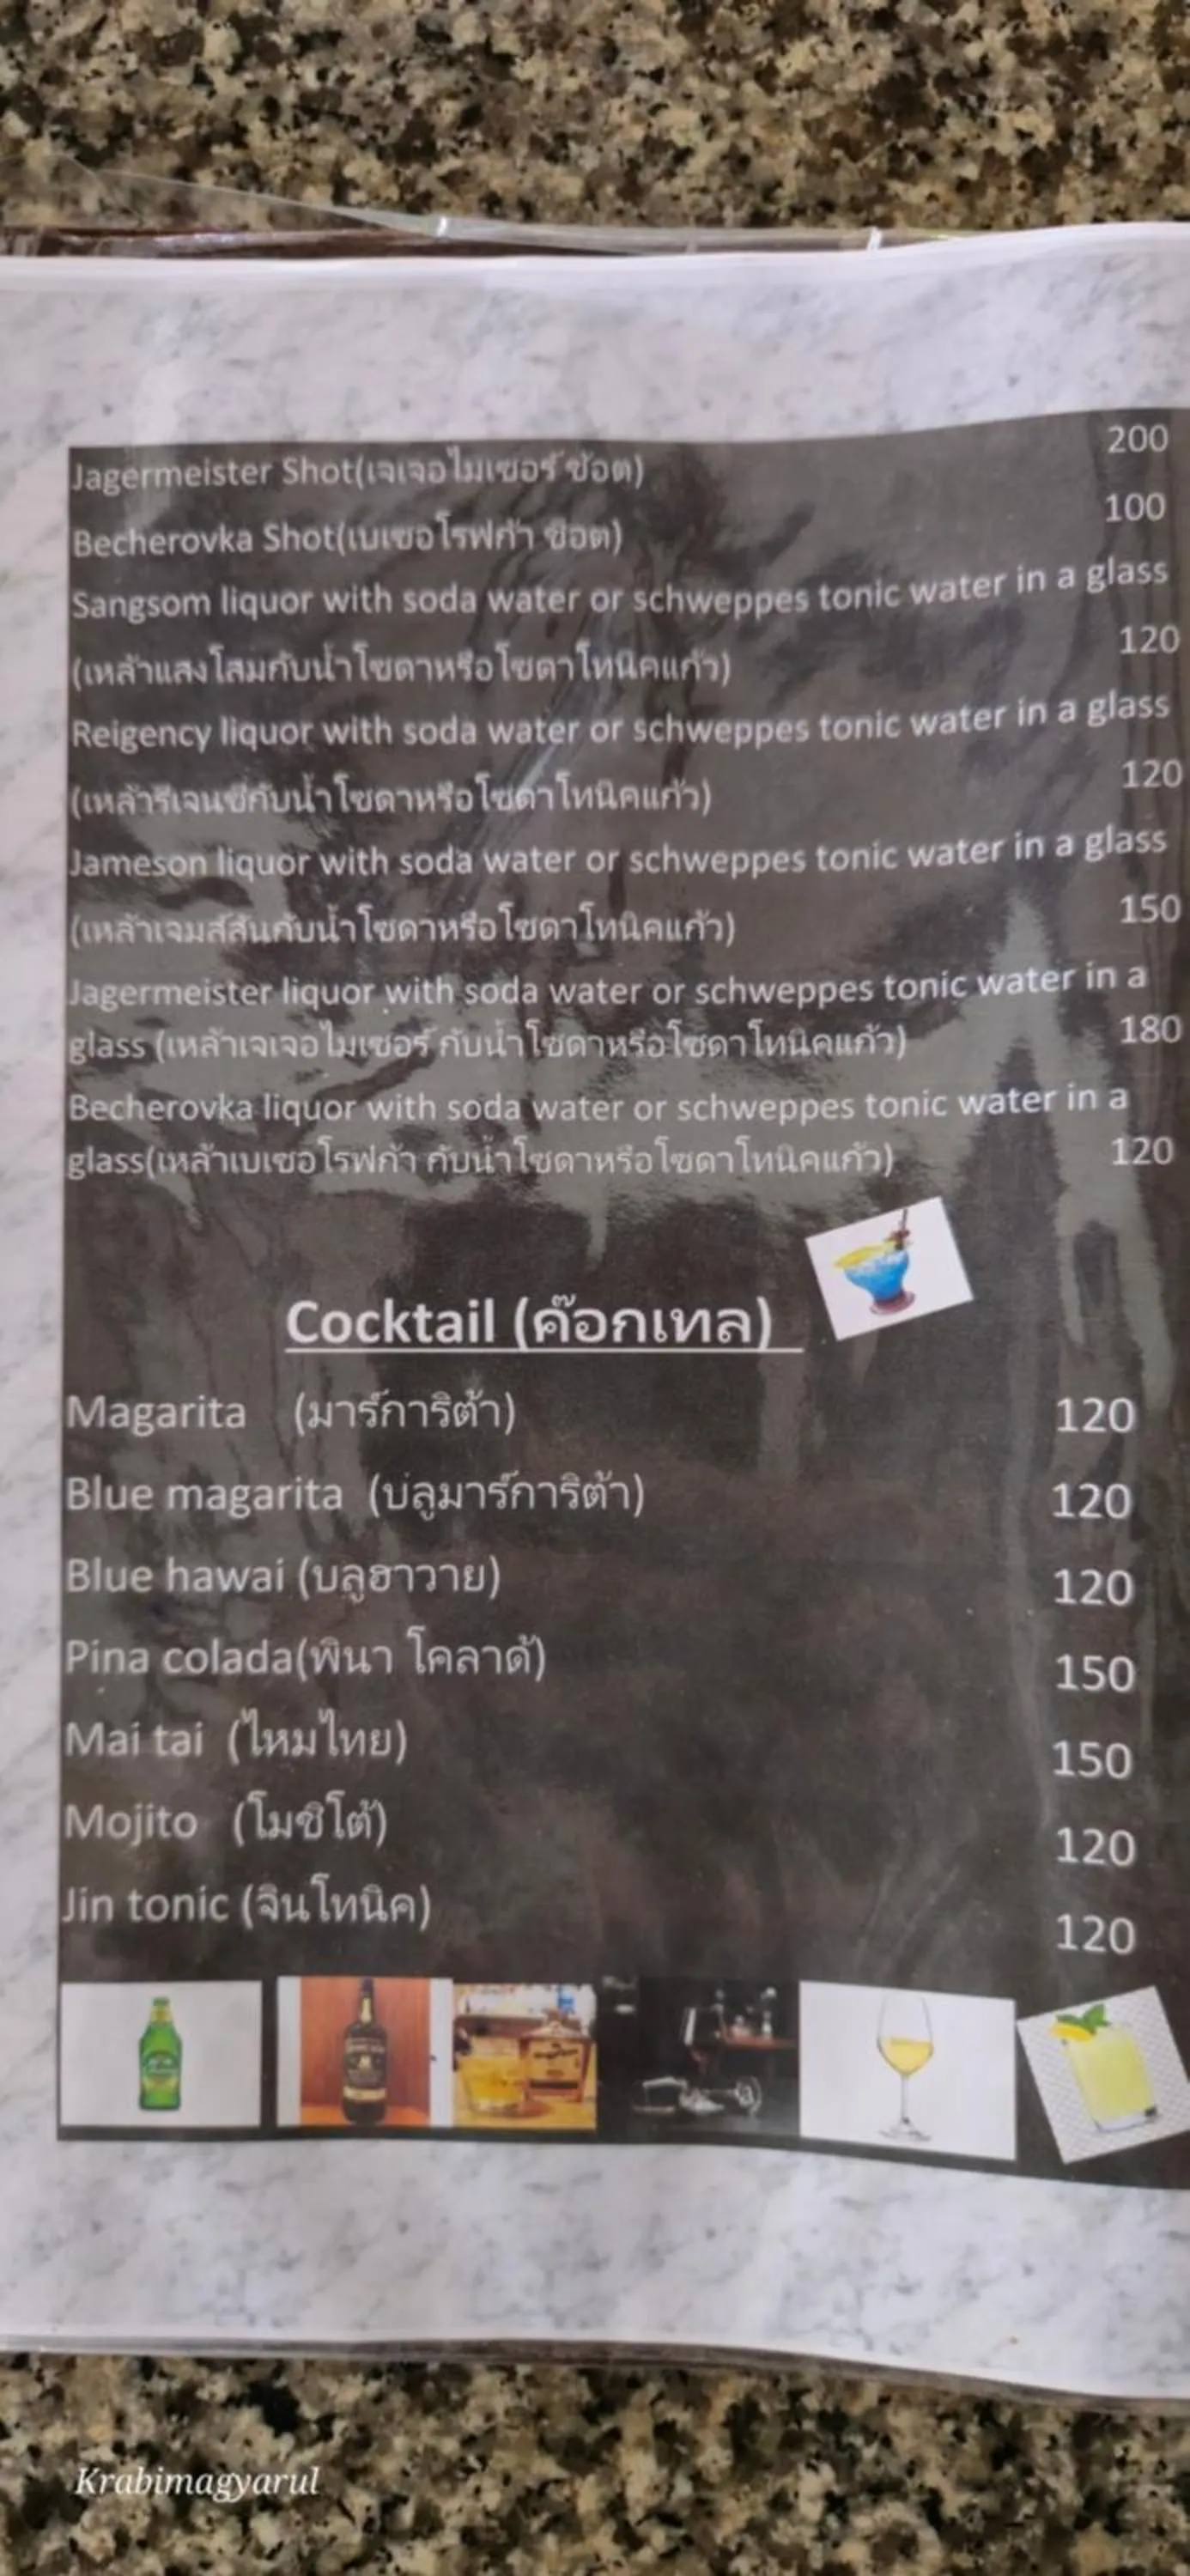 Jagermeister Shot(เจเจอไมเซอร์ ช้อต) 200
Becherovka Shot(เบเซอโรฟก้า ช้อต) 100
Sangsom liquor with soda water or schweppes tonic water in a glass
(เหล้าแสงโสมกับน้ำโซดาหรือโซดาโทนิคแก้ว) 120
Reigency liquor with soda water or schweppes tonic water in a glass
(เหล้ารีเจนซี่กับน้ำโซดาหรือโซดาโทนิคแก้ว) 120
Jameson liquor with soda water or schweppes tonic water in a glass
(เหล้าเจมส์สันกับน้ำโซดาหรือโซดาโทนิคแก้ว) 150
Jagermeister liquor with soda water or schweppes tonic water in a
glass (เหล้าเจเจอไมเซอร์ กับน้ำโซดาหรือโซดาโทนิคแก้ว) 180
Becherovka liquor with soda water or schweppes tonic water in a
glass(เหล้าเบเซอโรฟก้า กับน้ำโซดาหรือโซดาโทนิคแก้ว) 120
Cocktail (ค๊อกเทล)
Magarita (มาร์การิต้า) 120
Blue magarita (บลูมาร์การิต้า) 120
Blue hawai (บลูฮาวาย) 120
Pina colada(พินา โคลาด้) 150
Mai tai (ไหมไทย) 150
Mojito (โมชิโต้) 120
Jin tonic (จินโทนิค) 120
Krabimagyarul